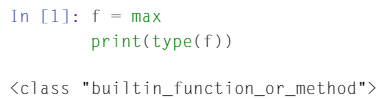 In [1]: f = max
        print(type(f))
<class "builtin_function_or_method">